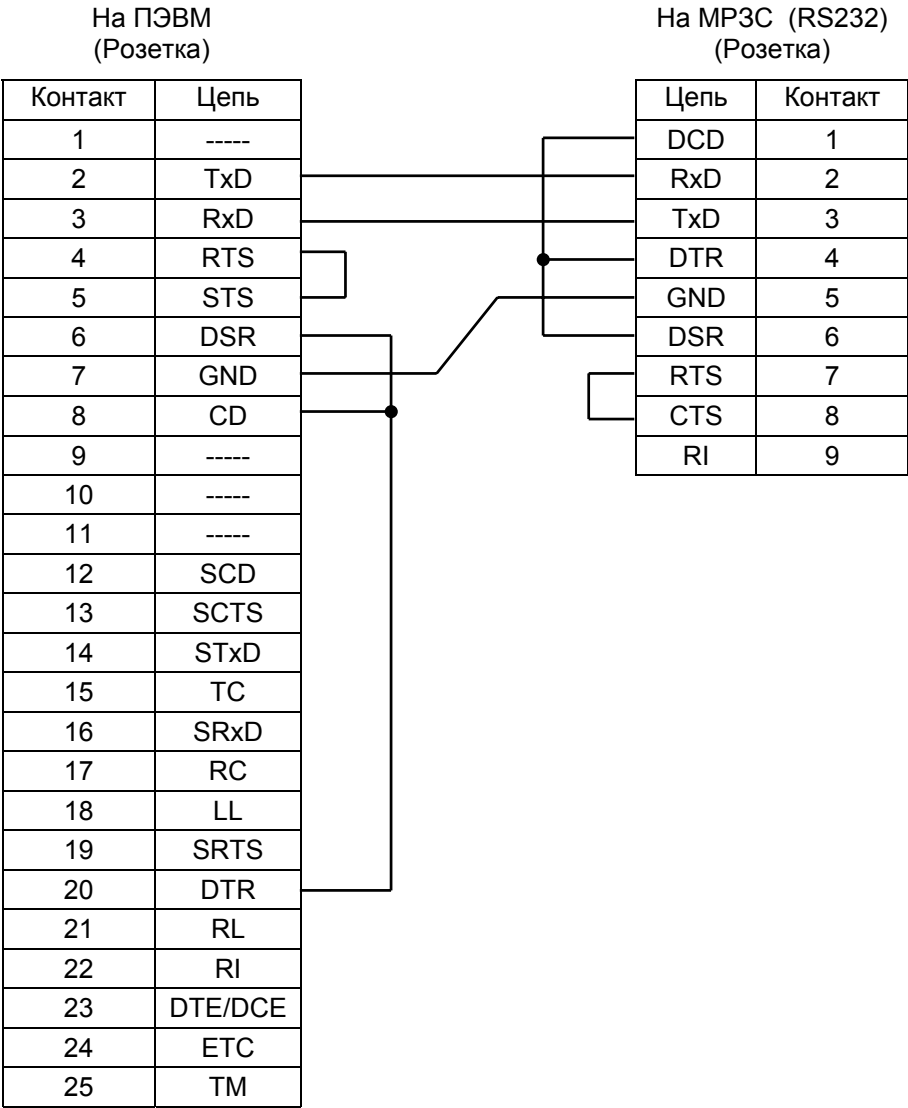 На ПЭВМ
(Розетка)
Контакт Цепь
1 -----
2 TxD
3 RxD
4 RTS
5 STS
6 DSR
7 GND
8 CD
9 -----
10 -----
11 -----
12 SCD
13 SCTS
14 STxD
15 TC
16 SRxD
17 RC
18 LL
19 SRTS
20 DTR
21 RL
22 RI
23 DTE/DCE
24 ETC
25 TM
На МРЗС (RS232)
(Розетка)
Цепь Контакт
DCD 1
RxD 2
TxD 3
DTR 4
GND 5
DSR 6
RTS 7
CTS 8
RI 9